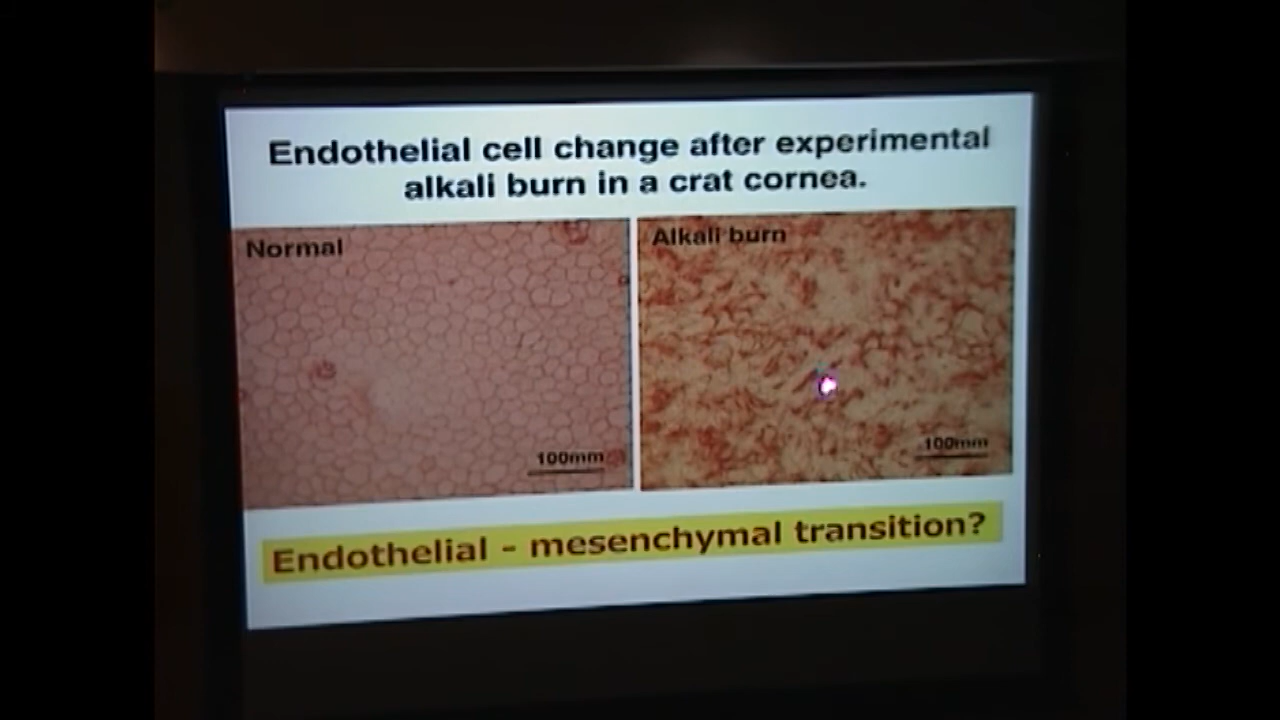 Endothelial cell change after experimental
alkali burn in a crat cornea.
Normal
Alkali burn
100mm
100mm
Endothelial - mesenchymal transition?